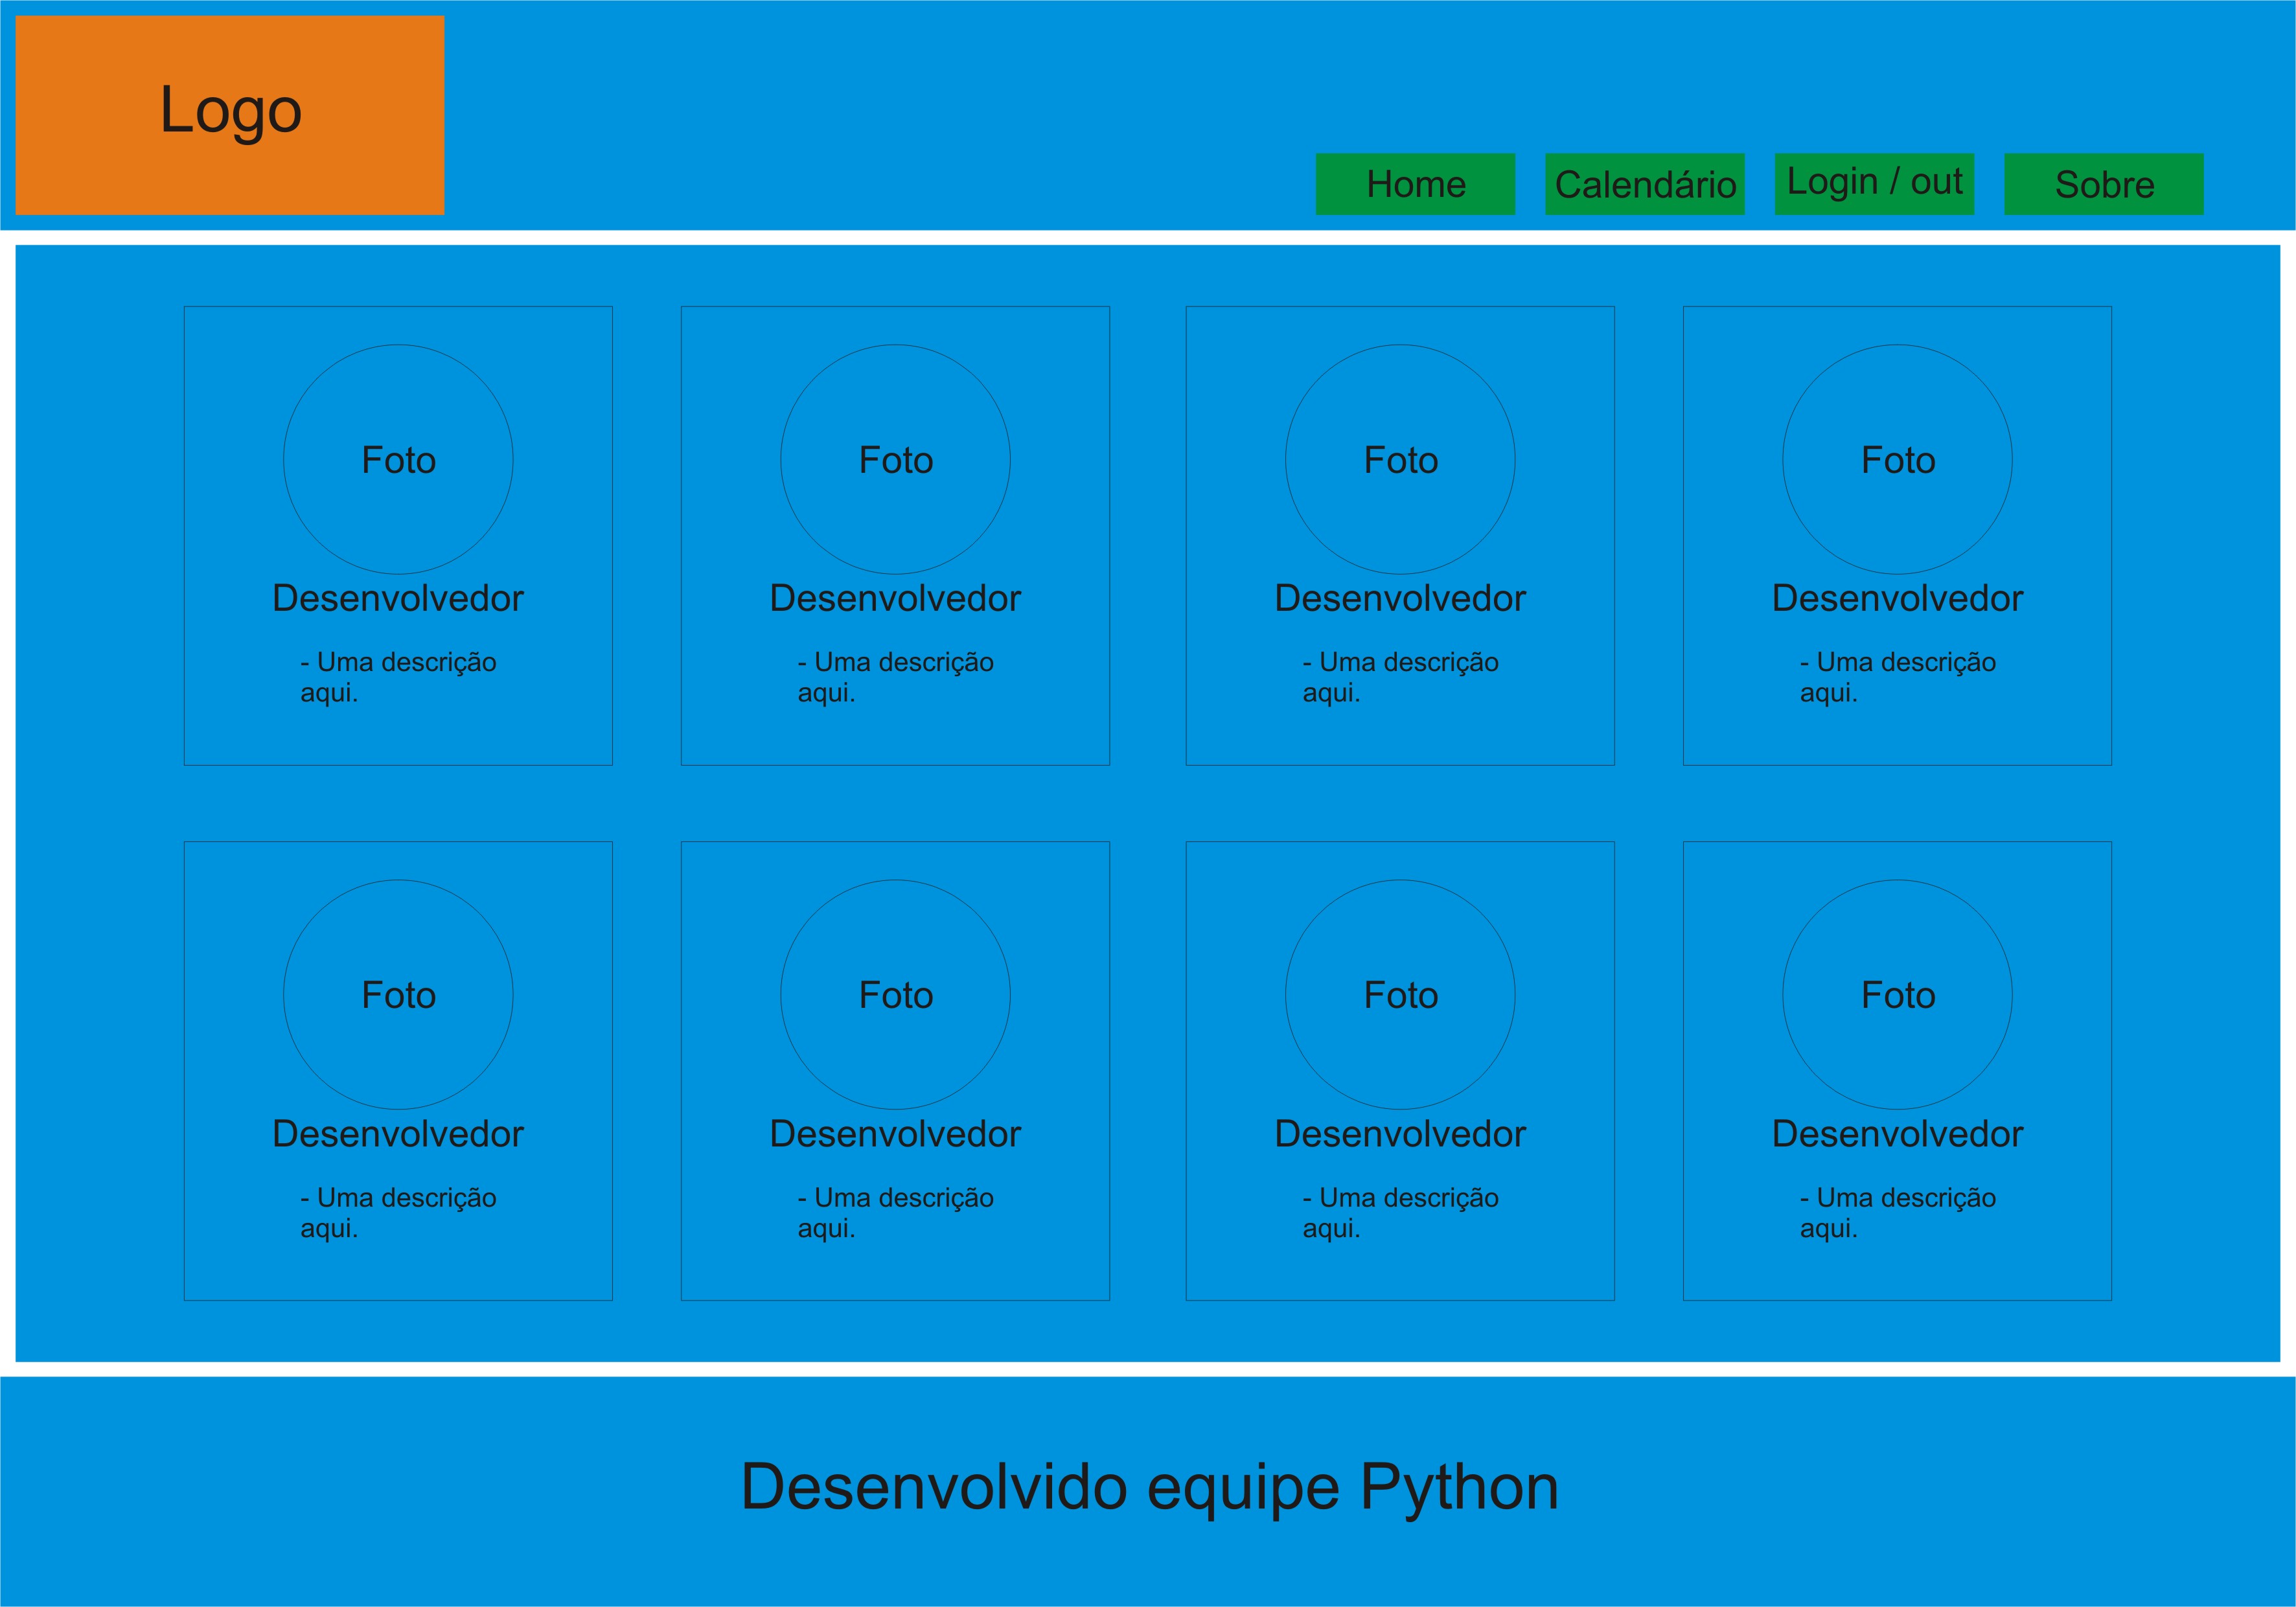 Logo
Home
Calendário
Login / out
Sobre
Foto
Desenvolvedor
- Uma descrição
aqui.
Foto
Desenvolvedor
- Uma descrição
aqui.
Foto
Desenvolvedor
- Uma descrição
aqui.
Foto
Desenvolvedor
- Uma descrição
aqui.
Foto
Desenvolvedor
- Uma descrição
aqui.
Foto
Desenvolvedor
- Uma descrição
aqui.
Foto
Desenvolvedor
- Uma descrição
aqui.
Foto
Desenvolvedor
- Uma descrição
aqui.
Desenvolvido equipe Python